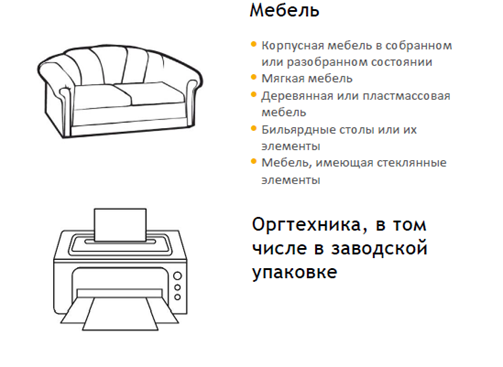 Мебель
• Корпусная мебель в собранном
или разобранном состоянии
• Мягкая мебель
• Деревянная или пластмассовая
мебель
• Бильярдные столы или их
элементы
• Мебель, имеющая стеклянные
элементы
Оргтехника, в том
числе в заводской
упаковке